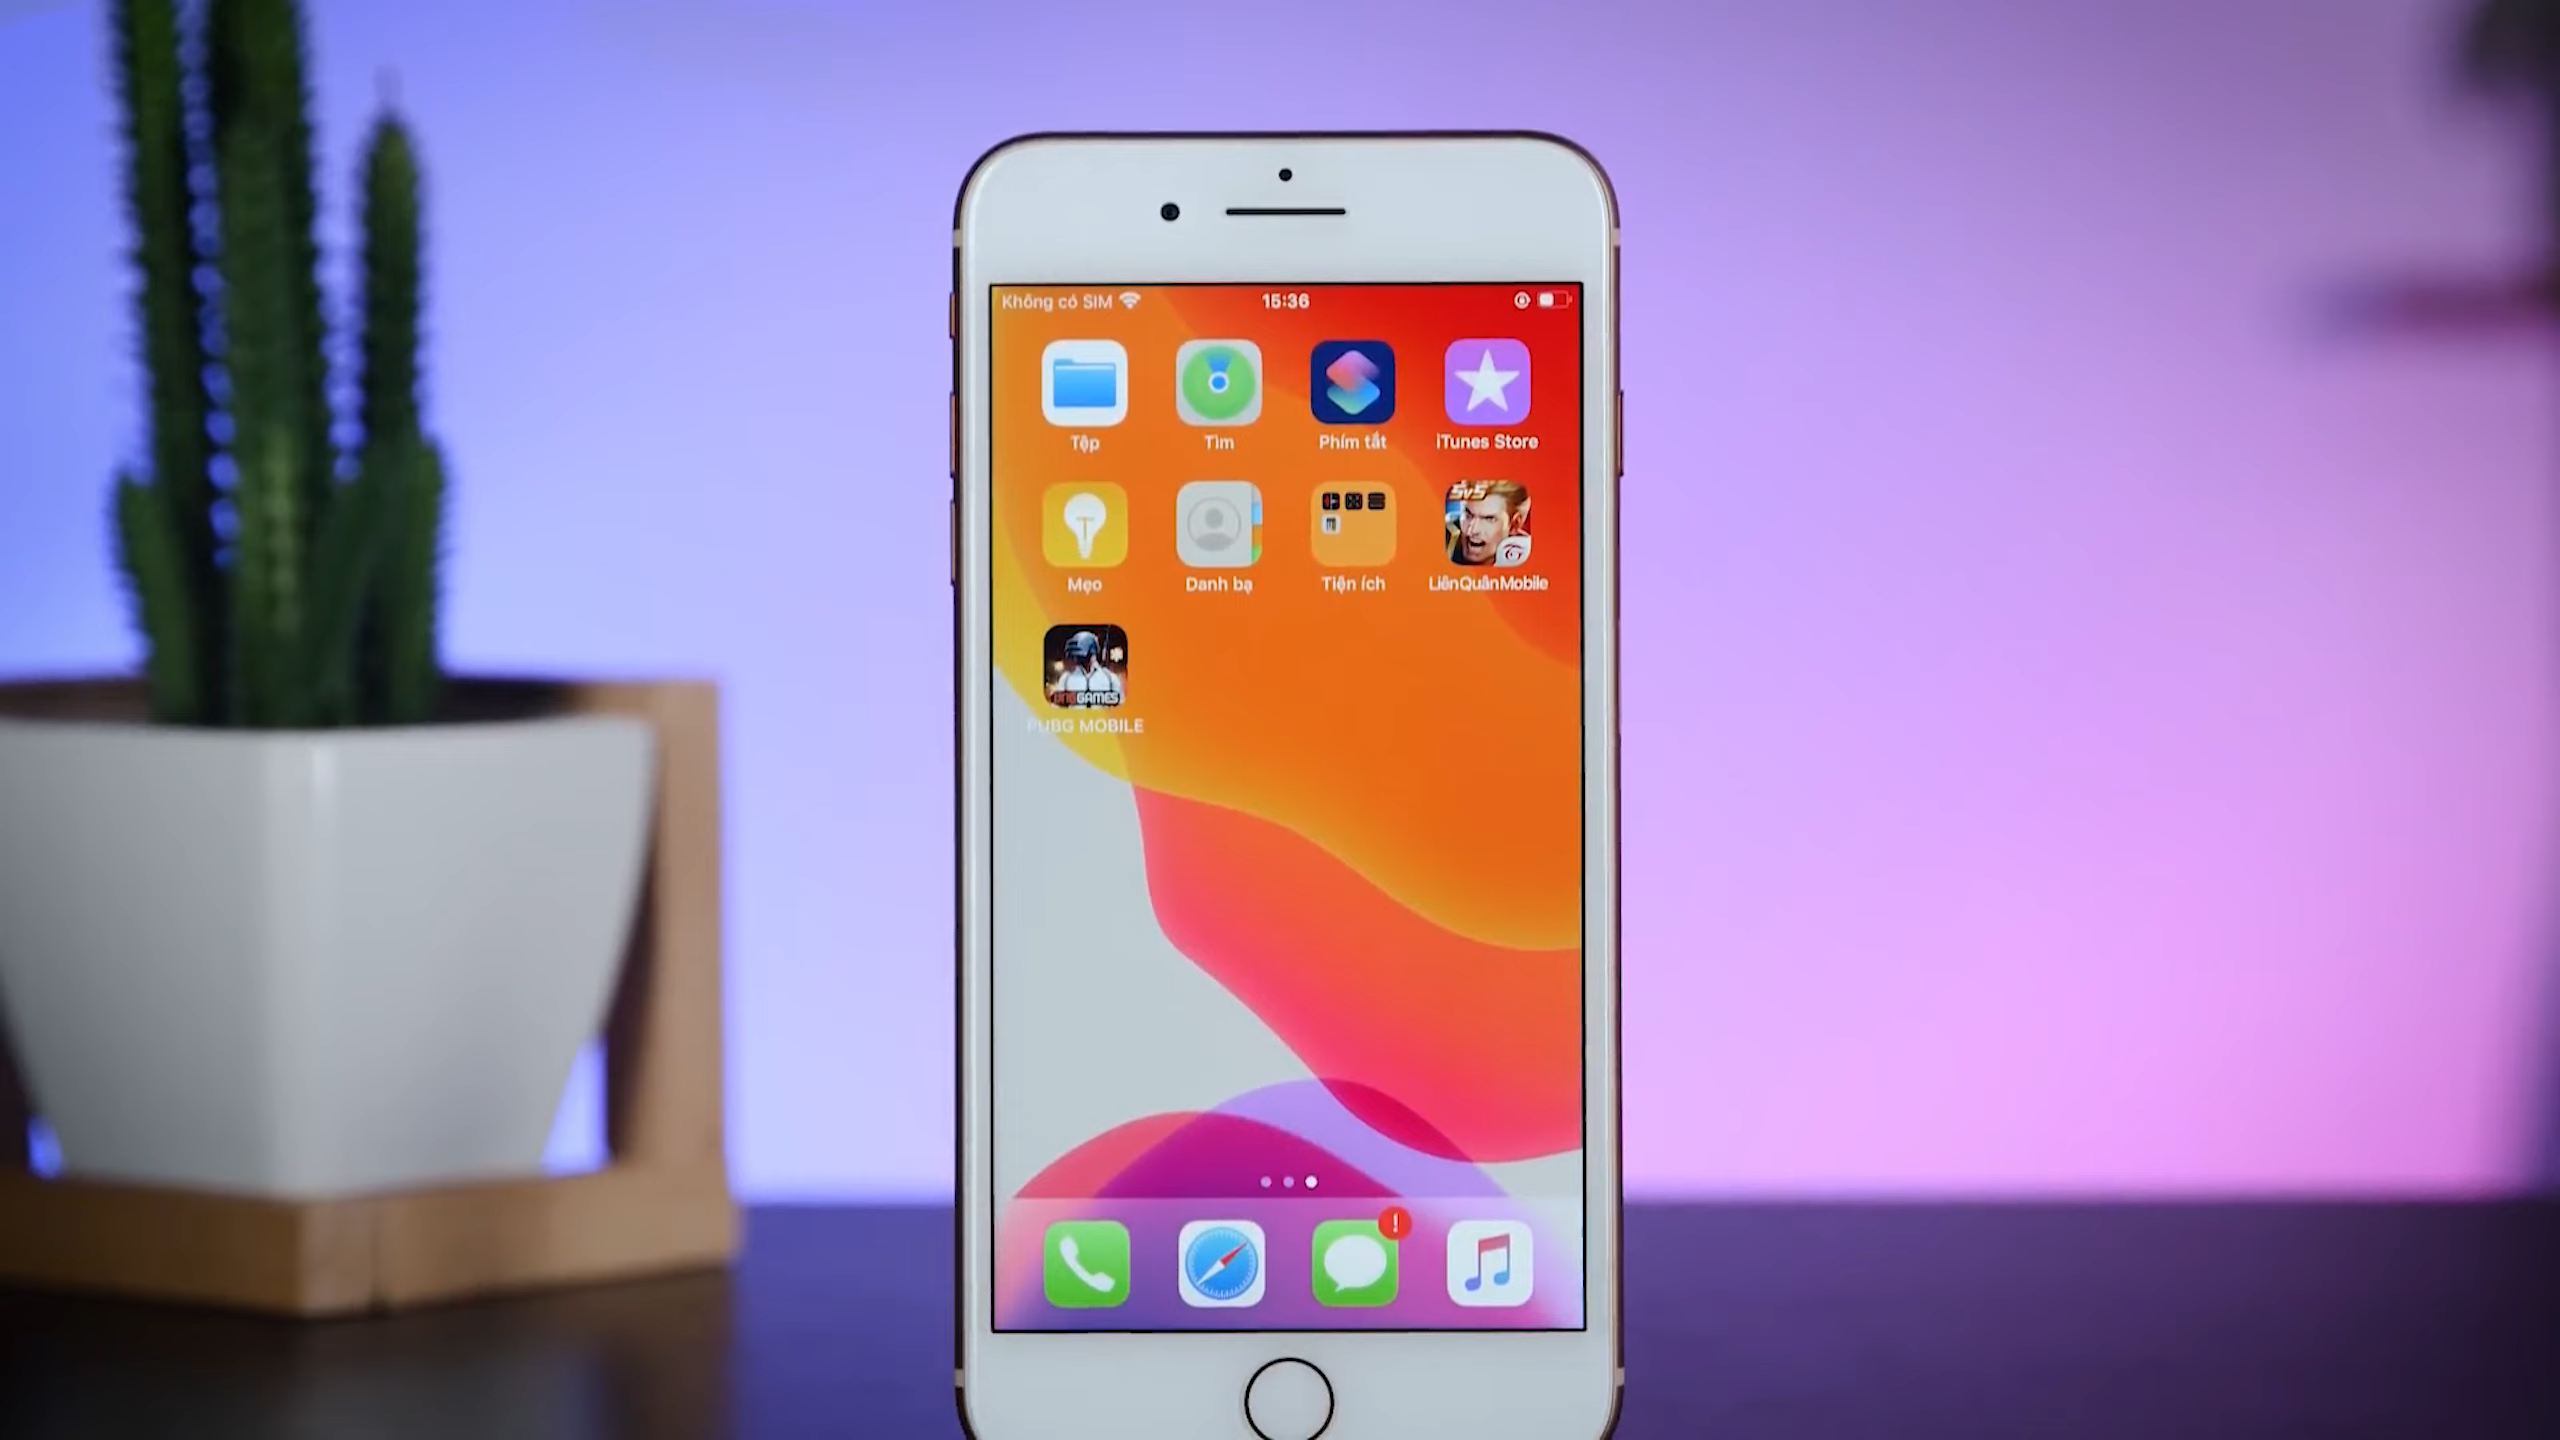 Không có SIM
15:36
Tệp
Tìm
Phím tắt
iTunes Store
5v5
Mẹo
Danh bạ
Tiện ích
LiênQuânMobile
VNGGAMES
PUBG MOBILE
!